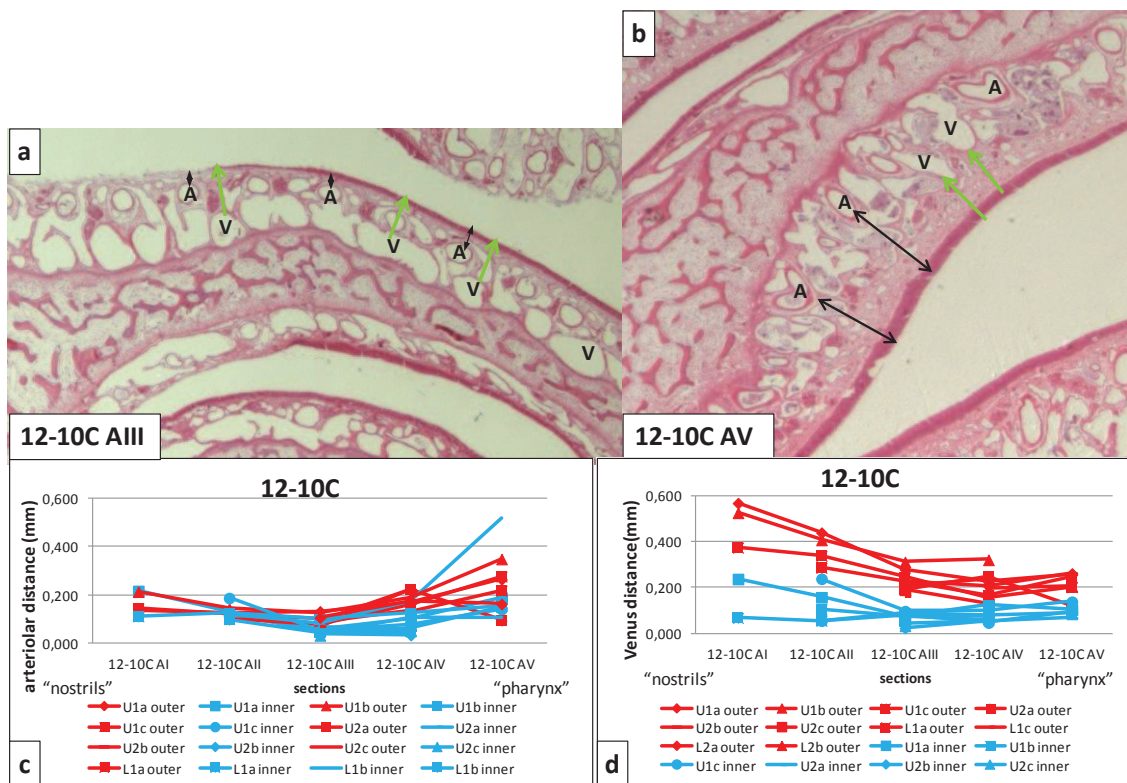 a
A
A
A
V
V
V
V
12-10C AIII
b
A
V
V
A
A
12-10C AV
12-10C
arteriolar distance (mm)
0,600
0,400
0,200
0,000
12-10C AI 12-10C AII 12-10C AIII 12-10C AIV 12-10C AV
"nostrils" sections "pharynx"
U1a outer U1a inner U1b outer U1b inner
U1c outer U1c inner U2a outer U2a inner
U2b outer U2b inner U2c outer U2c inner
L1a outer L1a inner L1b inner L1b inner
c
12-10C
Venus distance(mm)
0,600
0,400
0,200
0,000
12-10C AI 12-10C AII 12-10C AIII 12-10C AIV 12-10C AV
"nostrils" sections "pharynx"
U1a outer U1b outer U1c outer U2a outer
U2b outer U2c outer L1a outer L1c outer
L2a outer L2b outer U1a inner U1b inner
U1c inner U2a inner U2b inner U2c inner
d